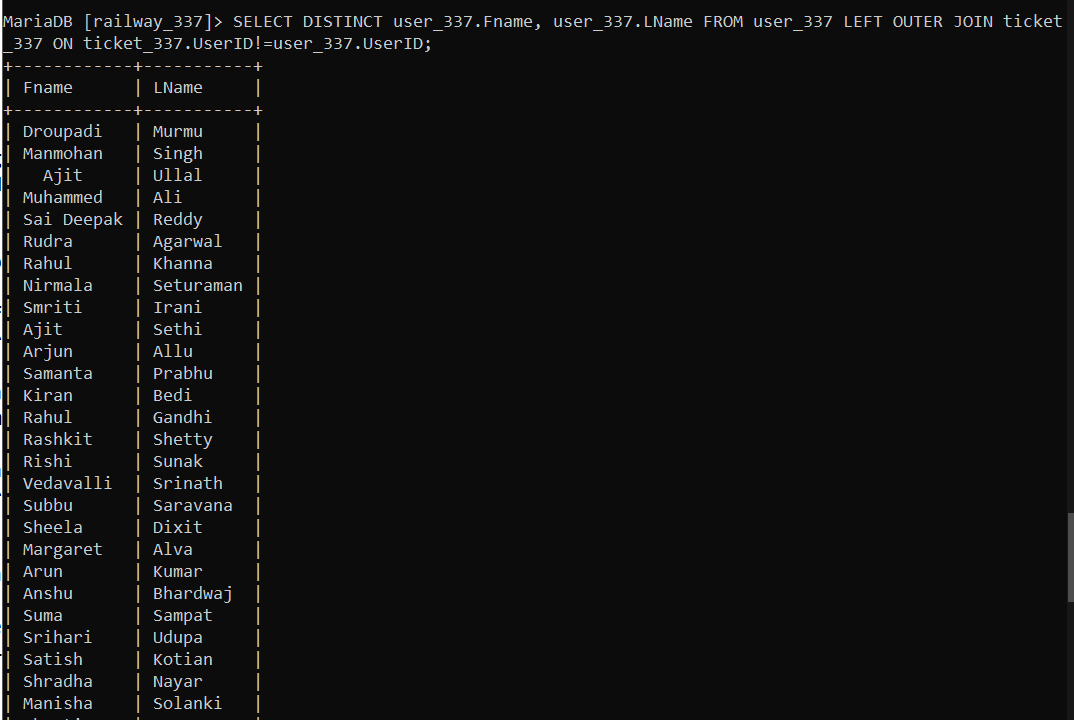 MariaDB [railway_337]> SELECT DISTINCT user_337.Fname, user_337.LName FROM user_337 LEFT OUTER JOIN ticket
_337 ON ticket_337.UserID!=user_337.UserID;
+------------+-----------+
| Fname      | LName     |
+------------+-----------+
| Droupadi   | Murmu     |
| Manmohan   | Singh     |
|   Ajit     | Ullal     |
| Muhammed   | Ali       |
| Sai Deepak | Reddy     |
| Rudra      | Agarwal   |
| Rahul      | Khanna    |
| Nirmala    | Seturaman |
| Smriti     | Irani     |
| Ajit       | Sethi     |
| Arjun      | Allu      |
| Samanta    | Prabhu    |
| Kiran      | Bedi      |
| Rahul      | Gandhi    |
| Rashkit    | Shetty    |
| Rishi      | Sunak     |
| Vedavalli  | Srinath   |
| Subbu      | Saravana  |
| Sheela     | Dixit     |
| Margaret   | Alva      |
| Arun       | Kumar     |
| Anshu      | Bhardwaj  |
| Suma       | Sampat    |
| Srihari    | Udupa     |
| Satish     | Kotian    |
| Shradha    | Nayar     |
| Manisha    | Solanki   |